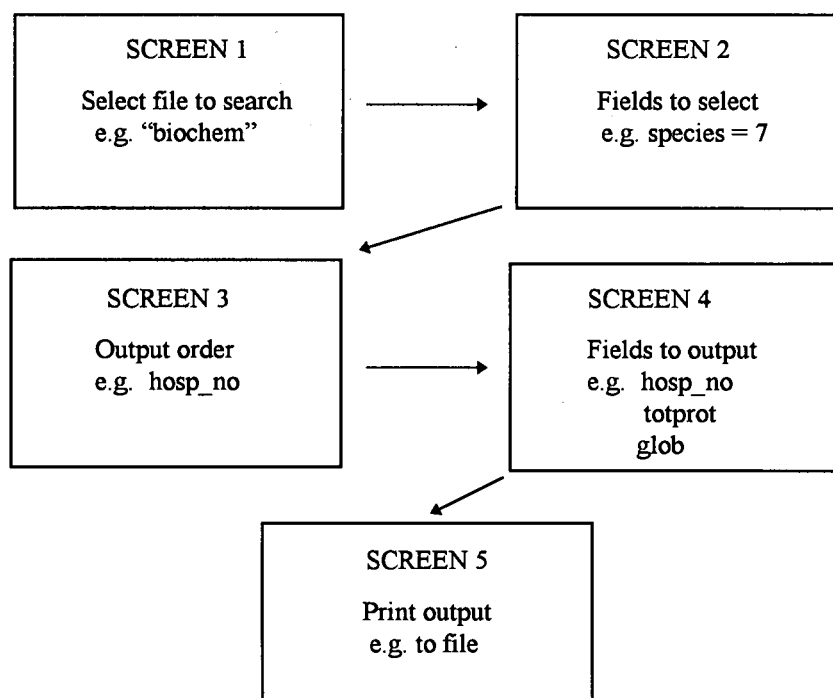 SCREEN 1
Select file to search
e.g. “biochem”
SCREEN 2
Fields to select
e.g. species = 7
SCREEN 3
Output order
e.g. hosp_no
SCREEN 4
Fields to output
e.g. hosp_no
totprot
glob
SCREEN 5
Print output
e.g. to file